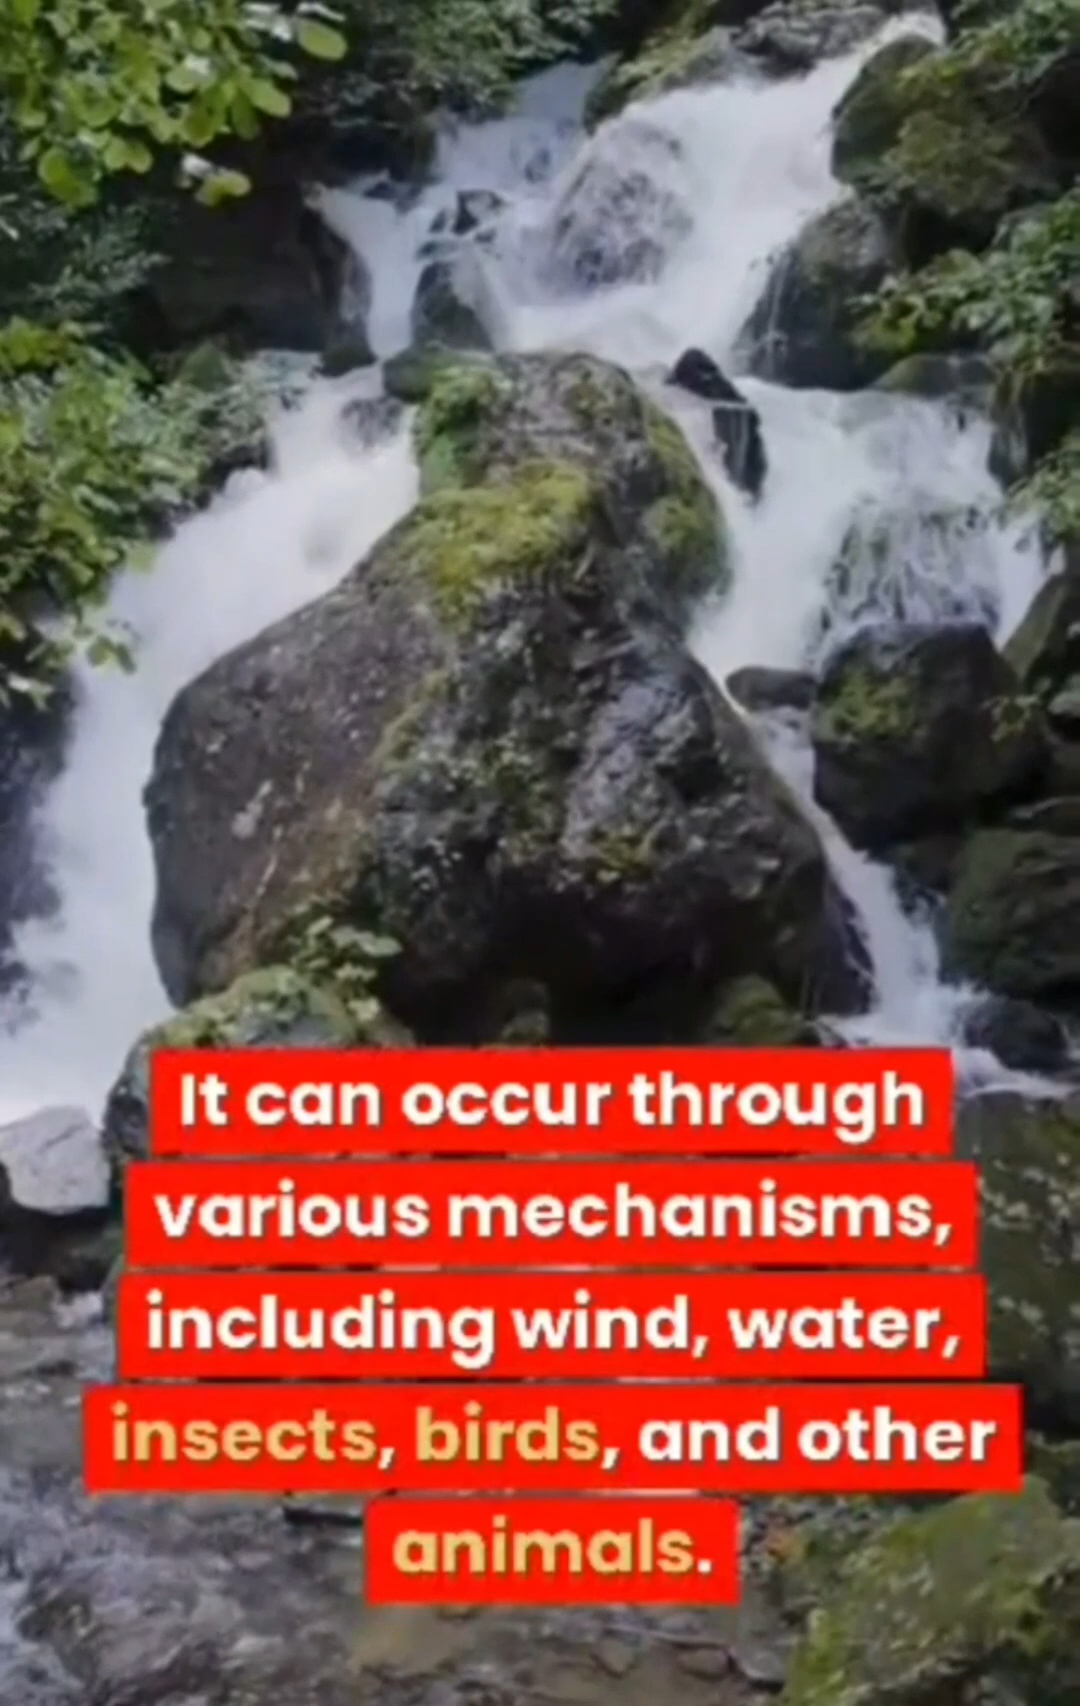 It can occur through
various mechanisms,
including wind, water,
insects, birds, and other
animals.